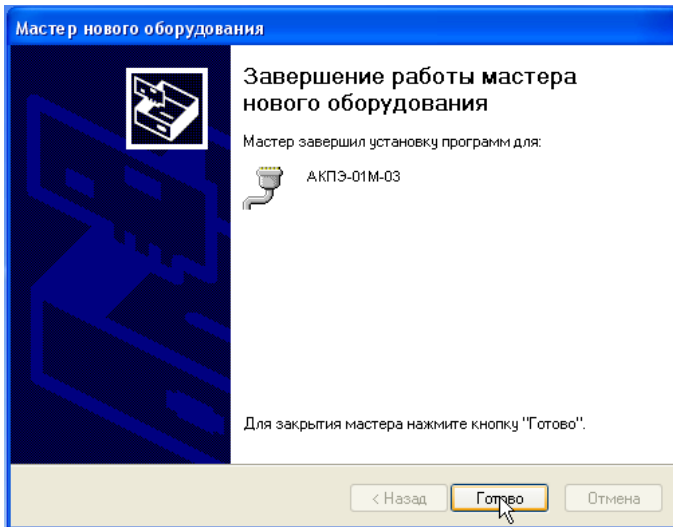 Мастер нового оборудования
Завершение работы мастера
нового оборудования
Мастер завершил установку программ для:
АКПЭ-01М-03
Для закрытия мастера нажмите кнопку "Готово".
< Назад
Готово
Отмена